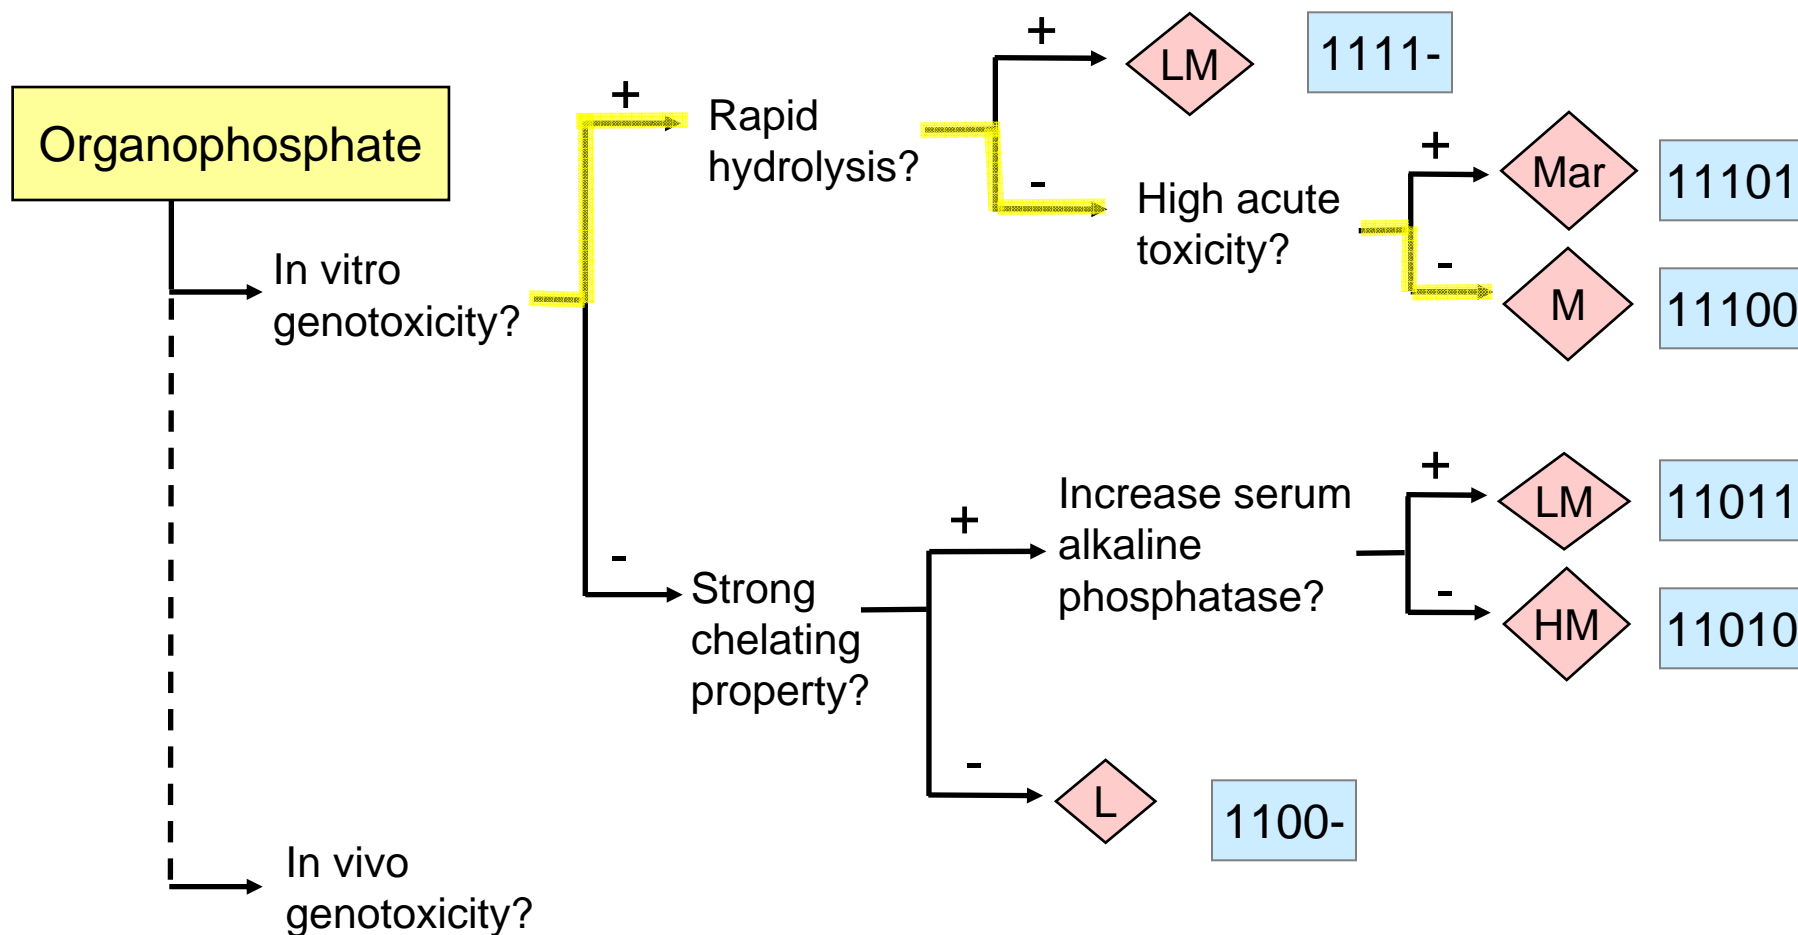 Organophosphate
In vitro
genotoxicity?
+
Rapid
hydrolysis?
+
LM
1111-
-
High acute
toxicity?
+
Mar
11101
-
M
11100
-
Strong
chelating
property?
+
Increase serum
alkaline
phosphatase?
+
LM
11011
-
HM
11010
-
L
1100-
In vivo
genotoxicity?